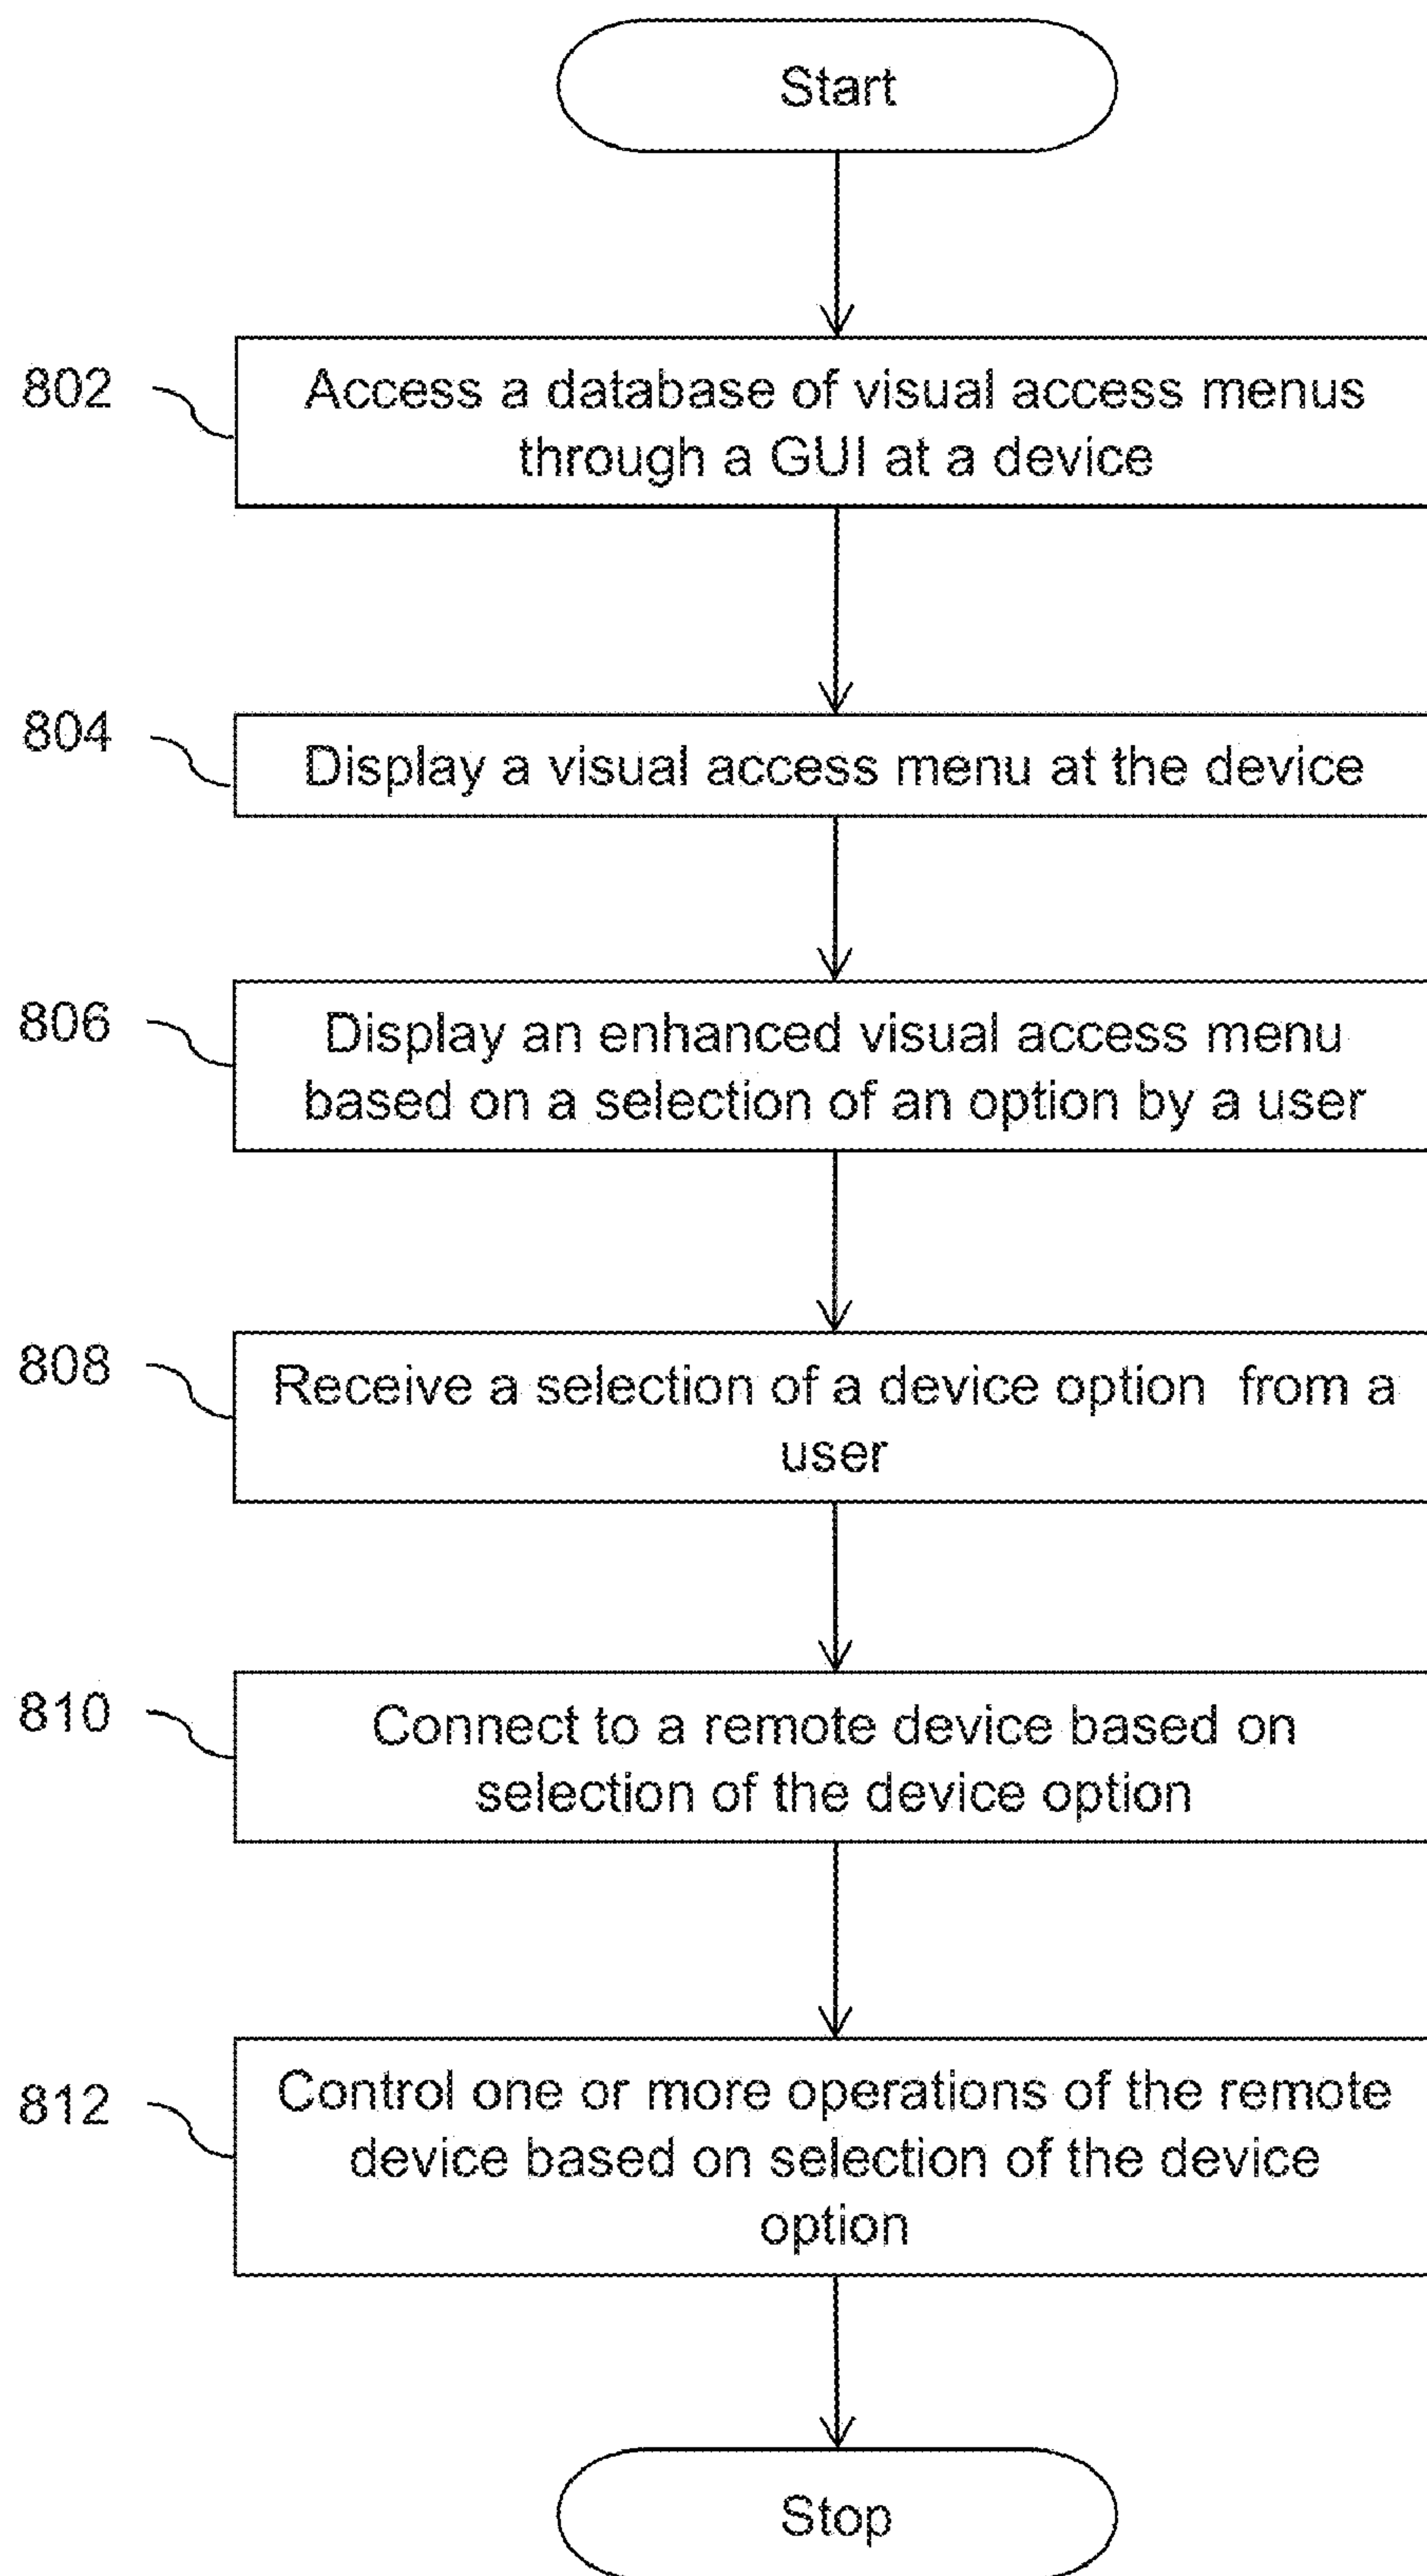 Start
802
Access a database of visual access menus
through a GUI at a device
804
Display a visual access menu at the device
806
Display an enhanced visual access menu
based on a selection of an option by a user
808
Receive a selection of a device option from a
user
810
Connect to a remote device based on
selection of the device option
812
Control one or more operations of the remote
device based on selection of the device
option
Stop